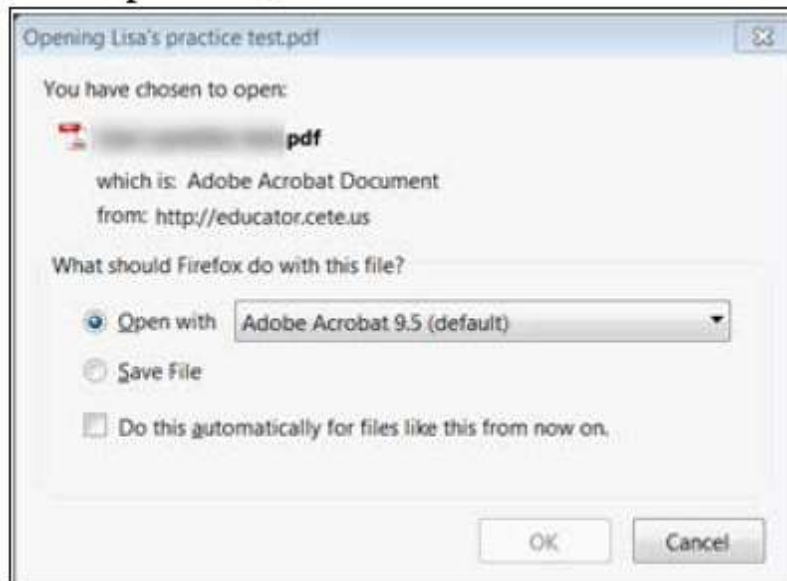 Opening Lisa's practice test.pdf
You have chosen to open:
pdf
which is: Adobe Acrobat Document
from: http://educator.cete.us
What should Firefox do with this file?
Open with Adobe Acrobat 9.5 (default)
Save File
Do this automatically for files like this from now on.
OK Cancel